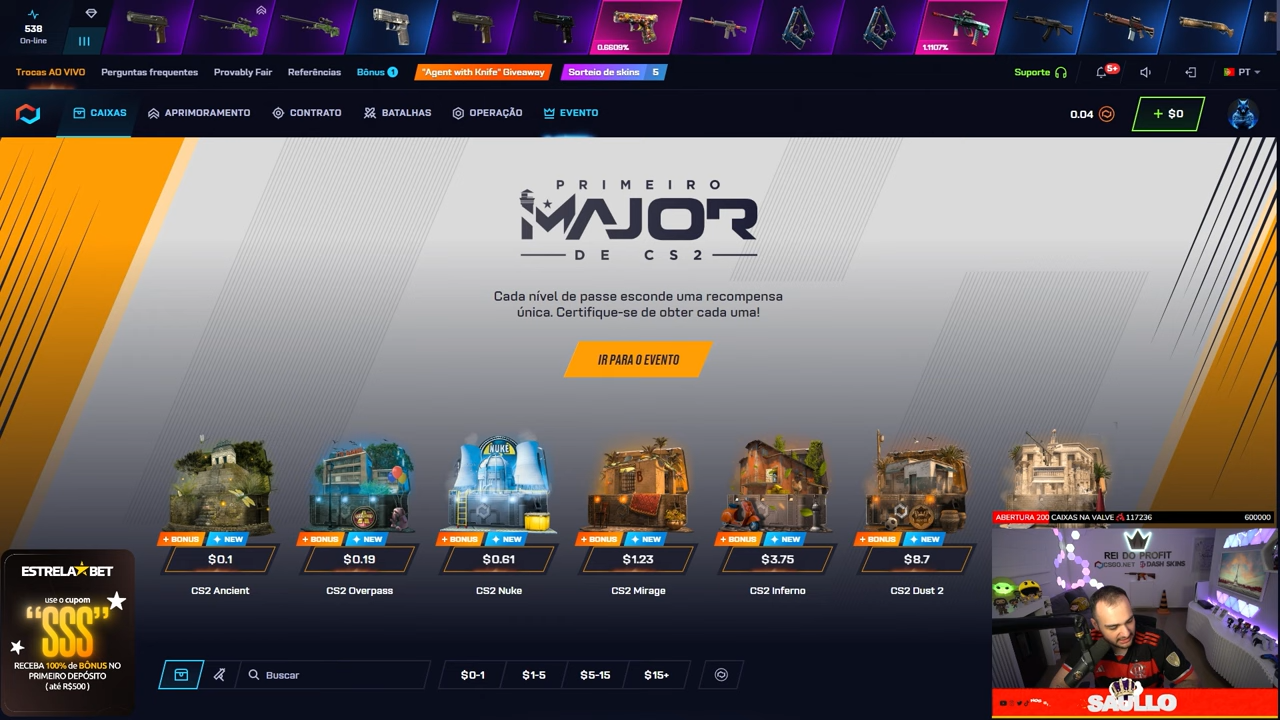 538
On-line
0.6609%
1.1107%
Trocas AO VIVO
Perguntas frequentes
Provably Fair
Referências
Bônus 1
"Agent with Knife" Giveaway
Sorteio de skins 5
Suporte
5+
PT
CAIXAS
APRIMORAMENTO
CONTRATO
BATALHAS
OPERAÇÃO
EVENTO
0.04
+ $0
PRIMEIRO
MAJOR
DE CS2
Cada nível de passe esconde uma recompensa
única. Certifique-se de obter cada uma!
IR PARA O EVENTO
NUKE
+ BONUS NEW
+ BONUS NEW
+ BONUS NEW
+ BONUS NEW
+ BONUS NEW
+ BONUS NEW
$0.1
$0.19
$0.61
$1.23
$3.75
$8.7
CS2 Ancient
CS2 Overpass
CS2 Nuke
CS2 Mirage
CS2 Inferno
CS2 Dust 2
ABERTURA 200 CAIXAS NA VALVE 117236 600000
REI DO PROFIT
CSGO.NET DASH SKINS
SAULLO
ESTRELA BET
use o cupom
"SSS"
RECEBA 100% de BÔNUS NO
PRIMEIRO DEPÓSITO
(até R$500)
Buscar
$0-1
$1-5
$5-15
$15+